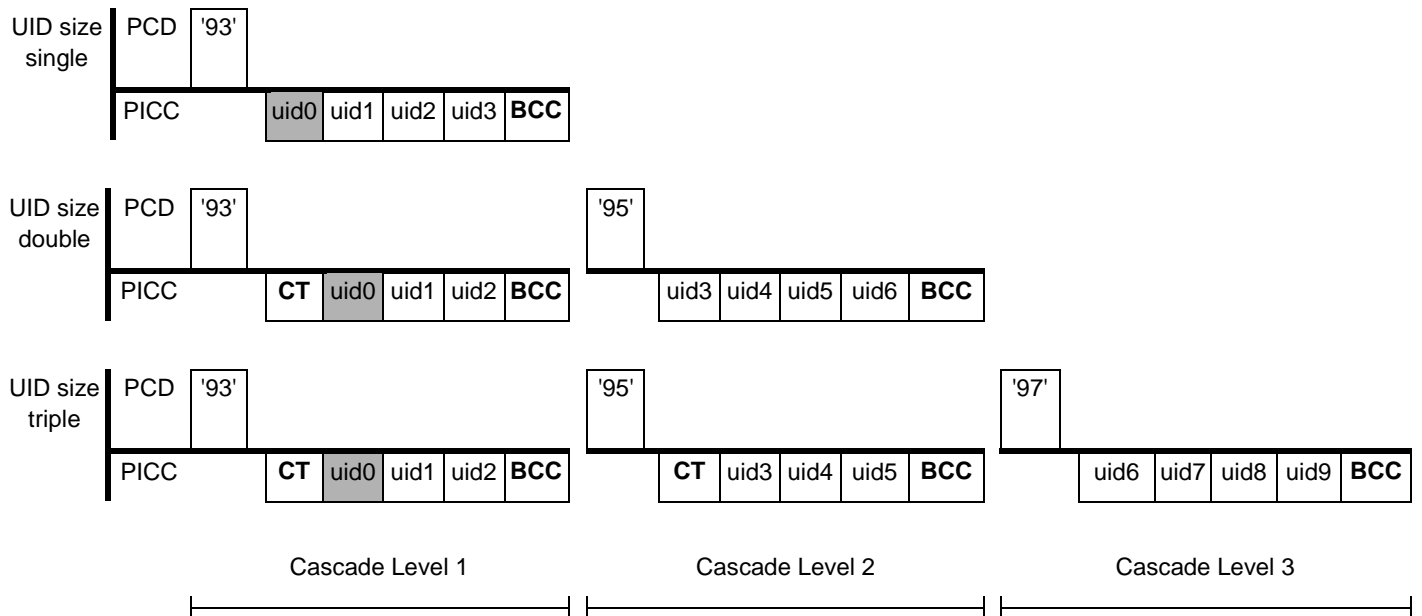 UID size single PCD '93'
PICC uid0 uid1 uid2 uid3 BCC
UID size double PCD '93' '95'
PICC CT uid0 uid1 uid2 BCC uid3 uid4 uid5 uid6 BCC
UID size triple PCD '93' '95' '97'
PICC CT uid0 uid1 uid2 BCC CT uid3 uid4 uid5 BCC uid6 uid7 uid8 uid9 BCC
Cascade Level 1 Cascade Level 2 Cascade Level 3